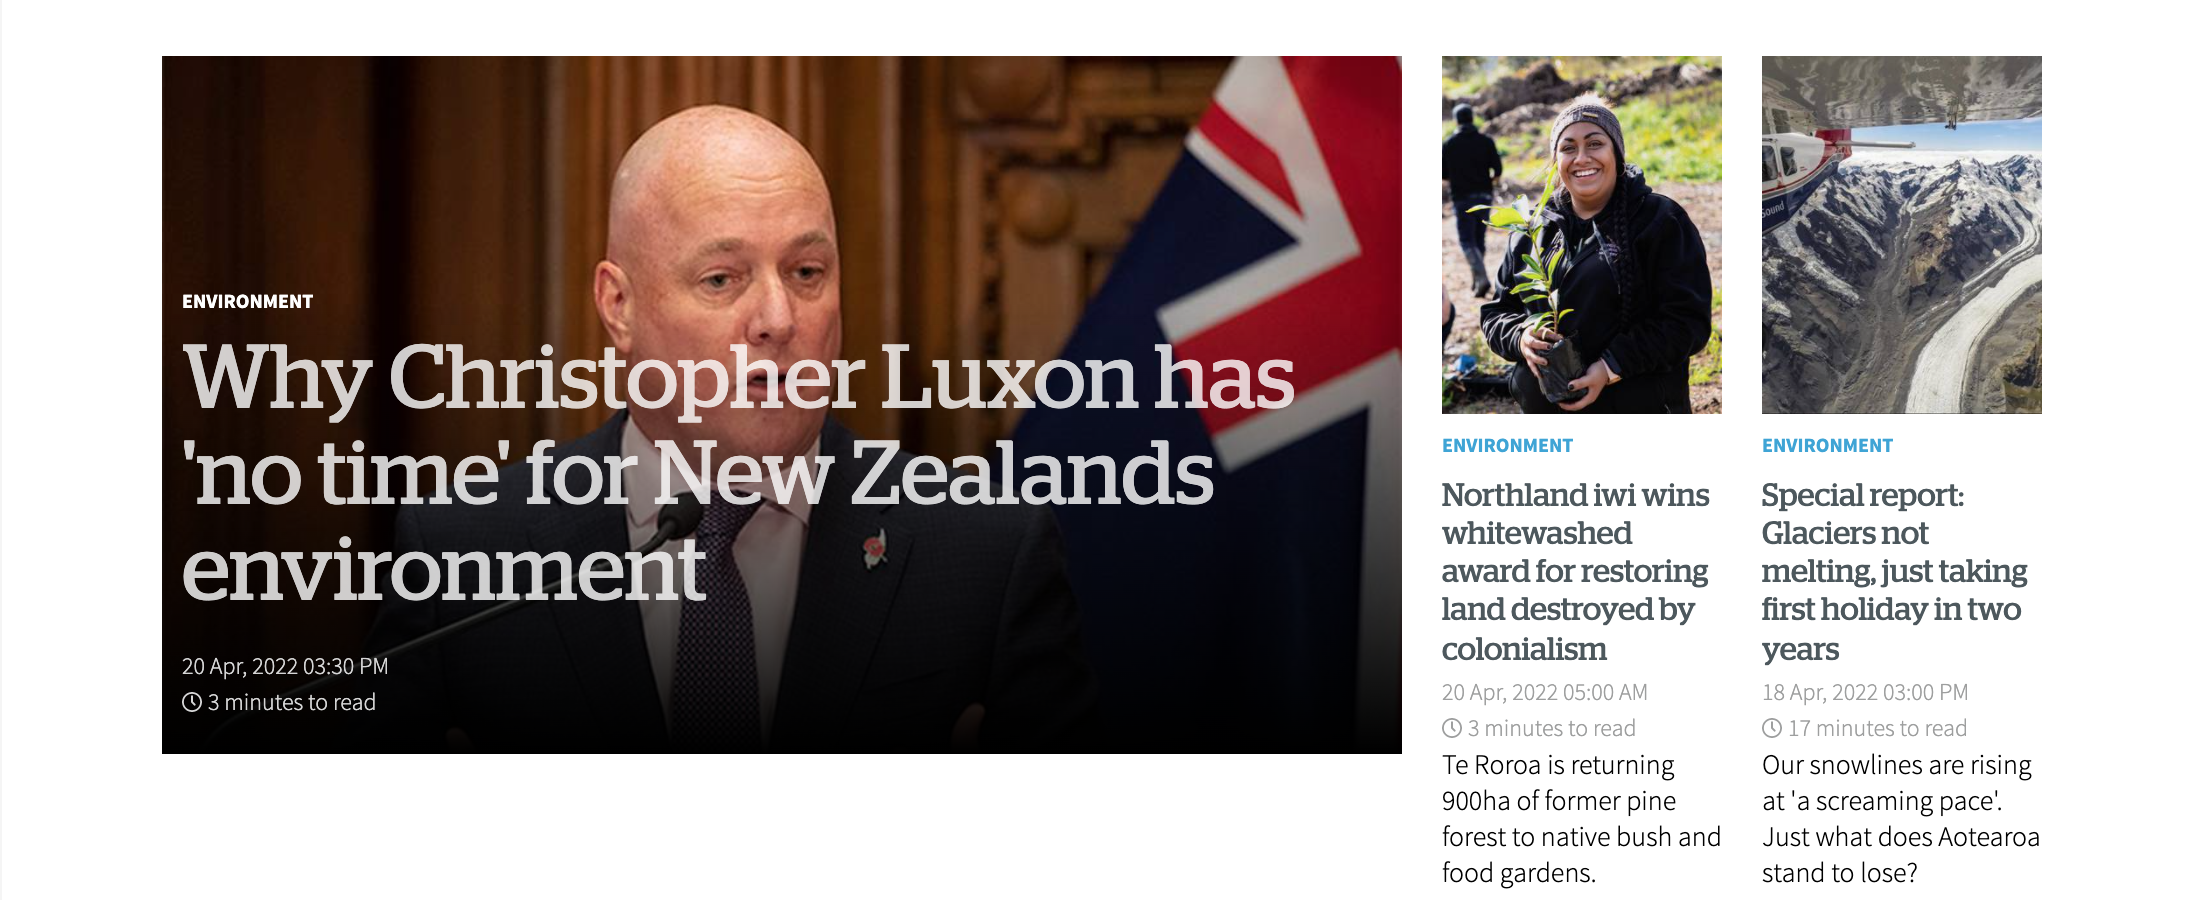 ENVIRONMENT
Why Christopher Luxon has
'no time' for New Zealands
environment
20 Apr, 2022 03:30 PM
3 minutes to read
ENVIRONMENT
Northland iwi wins
whitewashed
award for restoring
land destroyed by
colonialism
20 Apr, 2022 05:00 AM
3 minutes to read
Te Roroa is returning
900ha of former pine
forest to native bush and
food gardens.
Sound
ENVIRONMENT
Special report:
Glaciers not
melting, just taking
first holiday in two
years
18 Apr, 2022 03:00 PM
17 minutes to read
Our snowlines are rising
at 'a screaming pace'.
Just what does Aotearoa
stand to lose?